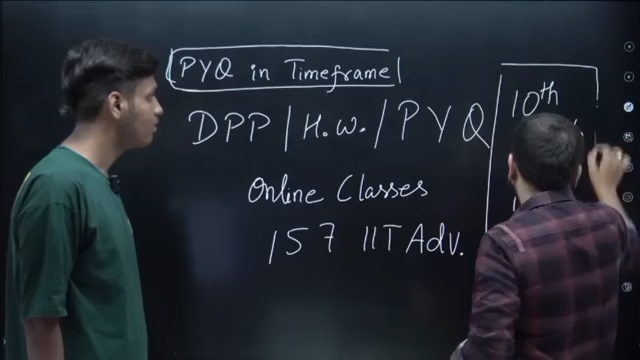 PYQ in Timeframe
DPP / H.W. / PYQ
10th
Online Classes
157 IIT Adv.